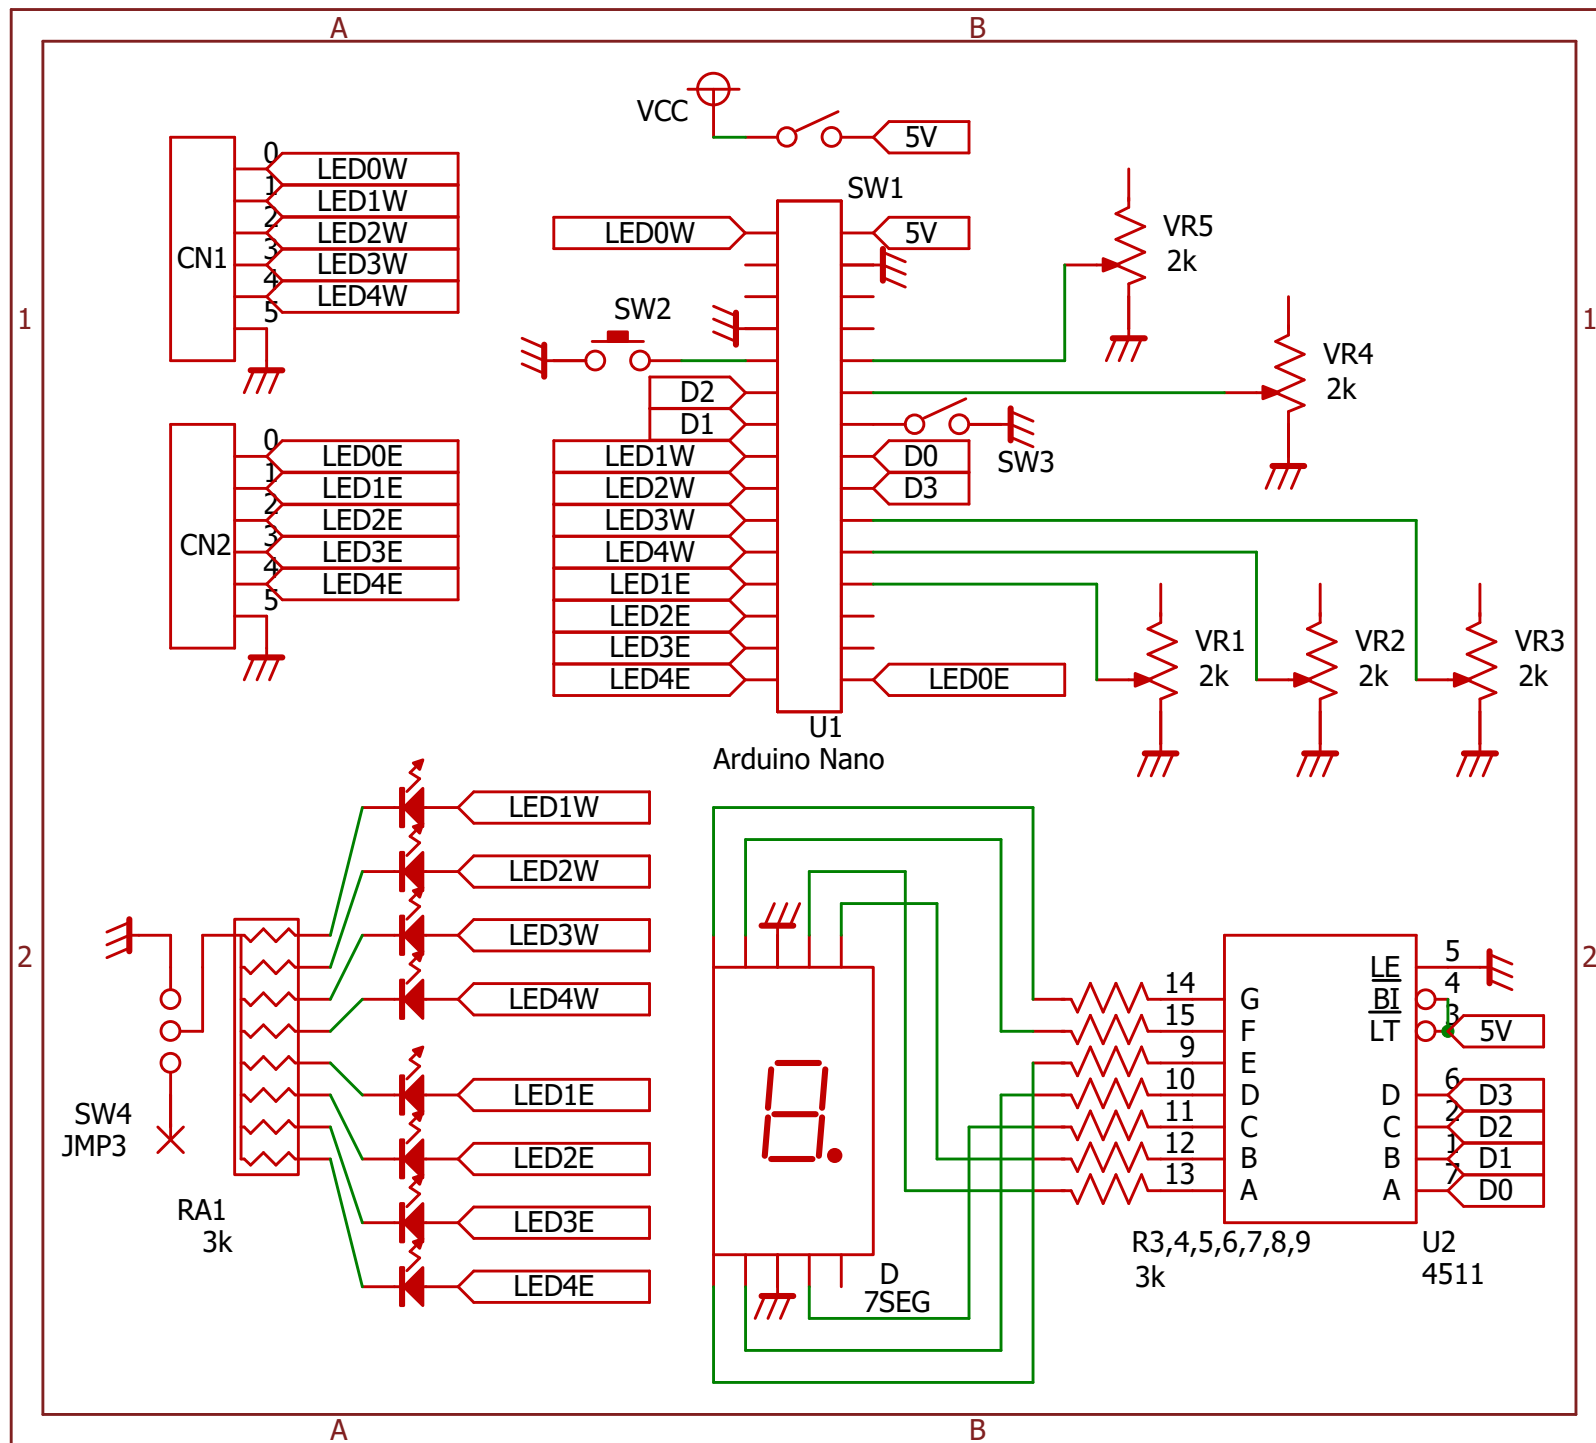 A
B
VCC
5V
0
LED0W
SW1
1
LED1W
VR5
2k
2
LED2W
LED0W
5V
CN1
3
LED3W
4
LED4W
5
SW2
VR4
2k
1
1
D2
D1
SW3
0
LED0E
LED1W
D0
1
LED1E
LED2W
D3
2
LED2E
LED3W
CN2
3
LED3E
LED4W
4
LED4E
LED1E
5
LED2E
LED3E
VR1
2k
VR2
2k
VR3
2k
LED4E
LED0E
U1
Arduino Nano
LED1W
LED2W
LED3W
LED4W
2
2
LE
5
14
G
BI
4
15
F
LT
3
5V
9
E
10
D
D
6
D3
11
C
C
2
D2
12
B
B
1
D1
13
A
A
7
D0
LED1E
SW4
JMP3
LED2E
RA1
3k
LED3E
LED4E
D
7SEG
R3,4,5,6,7,8,9
3k
U2
4511
A
B